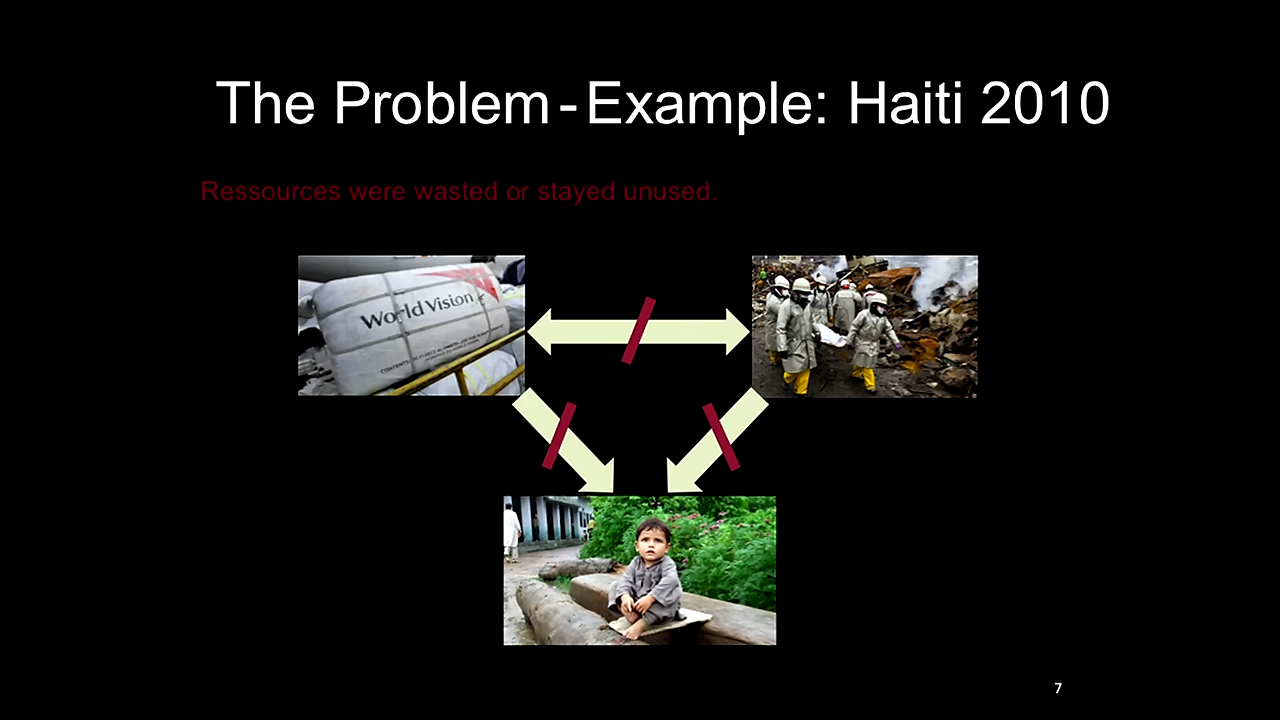 The Problem - Example: Haiti 2010
Ressources were wasted or stayed unused.
World Vision
7